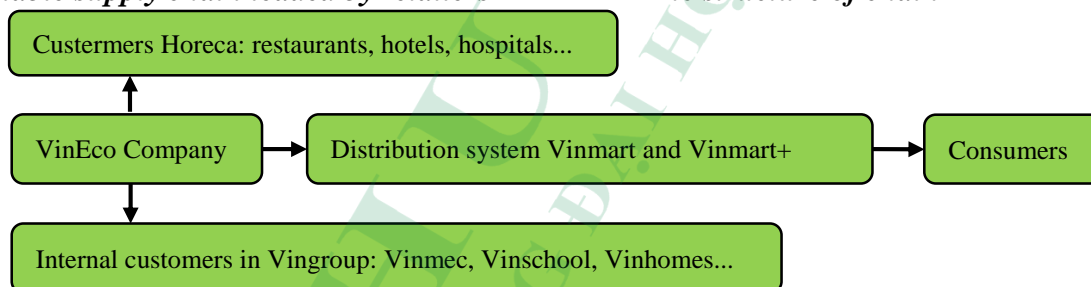 Custermers Horeca: restaurants, hotels, hospitals...
VinEco Company
Distribution system Vinmart and Vinmart+
Consumers
Internal customers in Vingroup: Vinmec, Vinschool, Vinhomes...